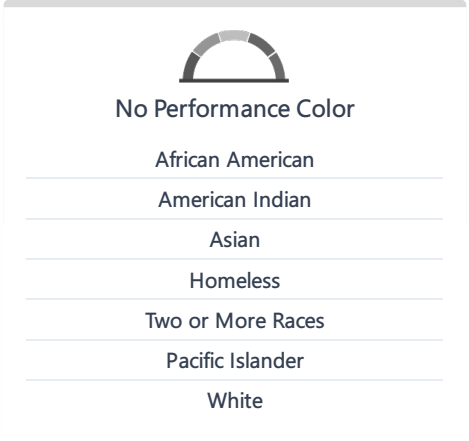 No Performance Color
African American
American Indian
Asian
Homeless
Two or More Races
Pacific Islander
White